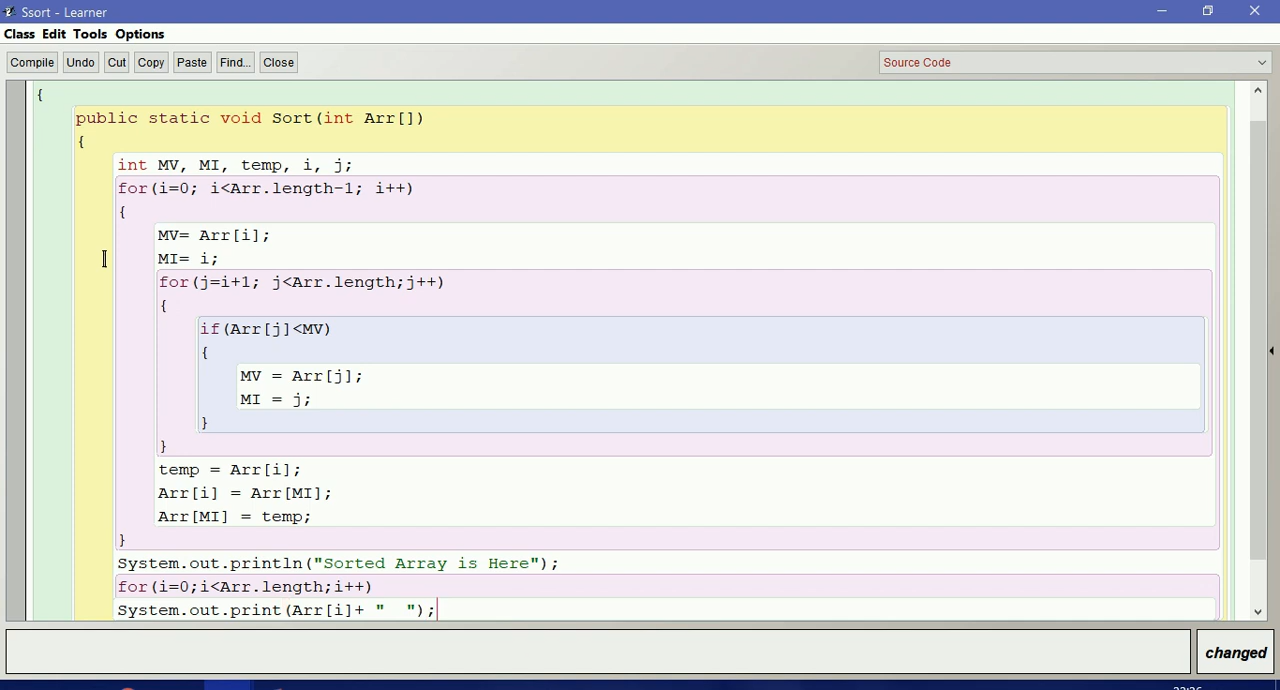 Ssort - Learner
Class Edit Tools Options
Compile Undo Cut Copy Paste Find... Close Source Code
{
public static void Sort(int Arr[])
{
int MV, MI, temp, i, j;
for(i=0; i<Arr.length-1; i++)
{
MV= Arr[i];
MI= i;
for(j=i+1; j<Arr.length;j++)
{
if(Arr[j]<MV)
{
MV = Arr[j];
MI = j;
}
}
temp = Arr[i];
Arr[i] = Arr[MI];
Arr[MI] = temp;
}
System.out.println("Sorted Array is Here");
for(i=0;i<Arr.length;i++)
System.out.print(Arr[i]+ "  ");
changed